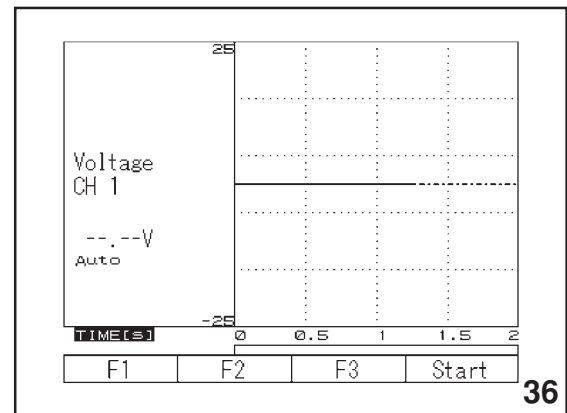 25
Voltage
CH 1
--.--V
Auto
-25
TIME[s] 0 0.5 1 1.5 2
F1 F2 F3 Start
36